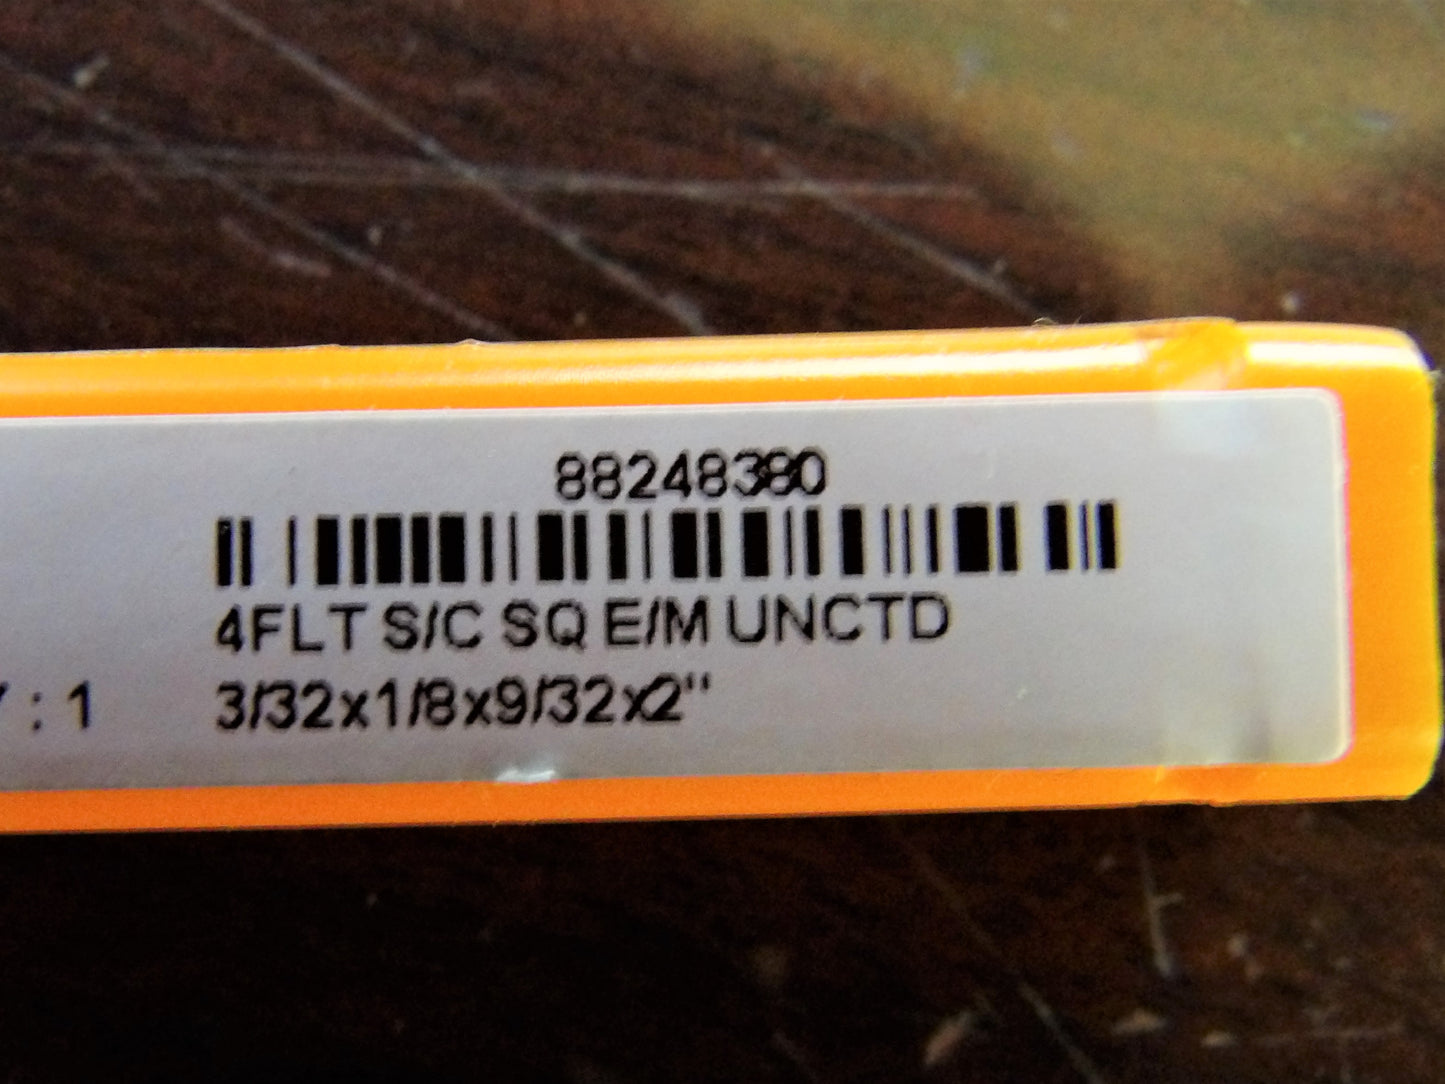 88248380
4FLT S/C SQ E/M UNCTD
: 1 3/32x1/8x9/32x2"